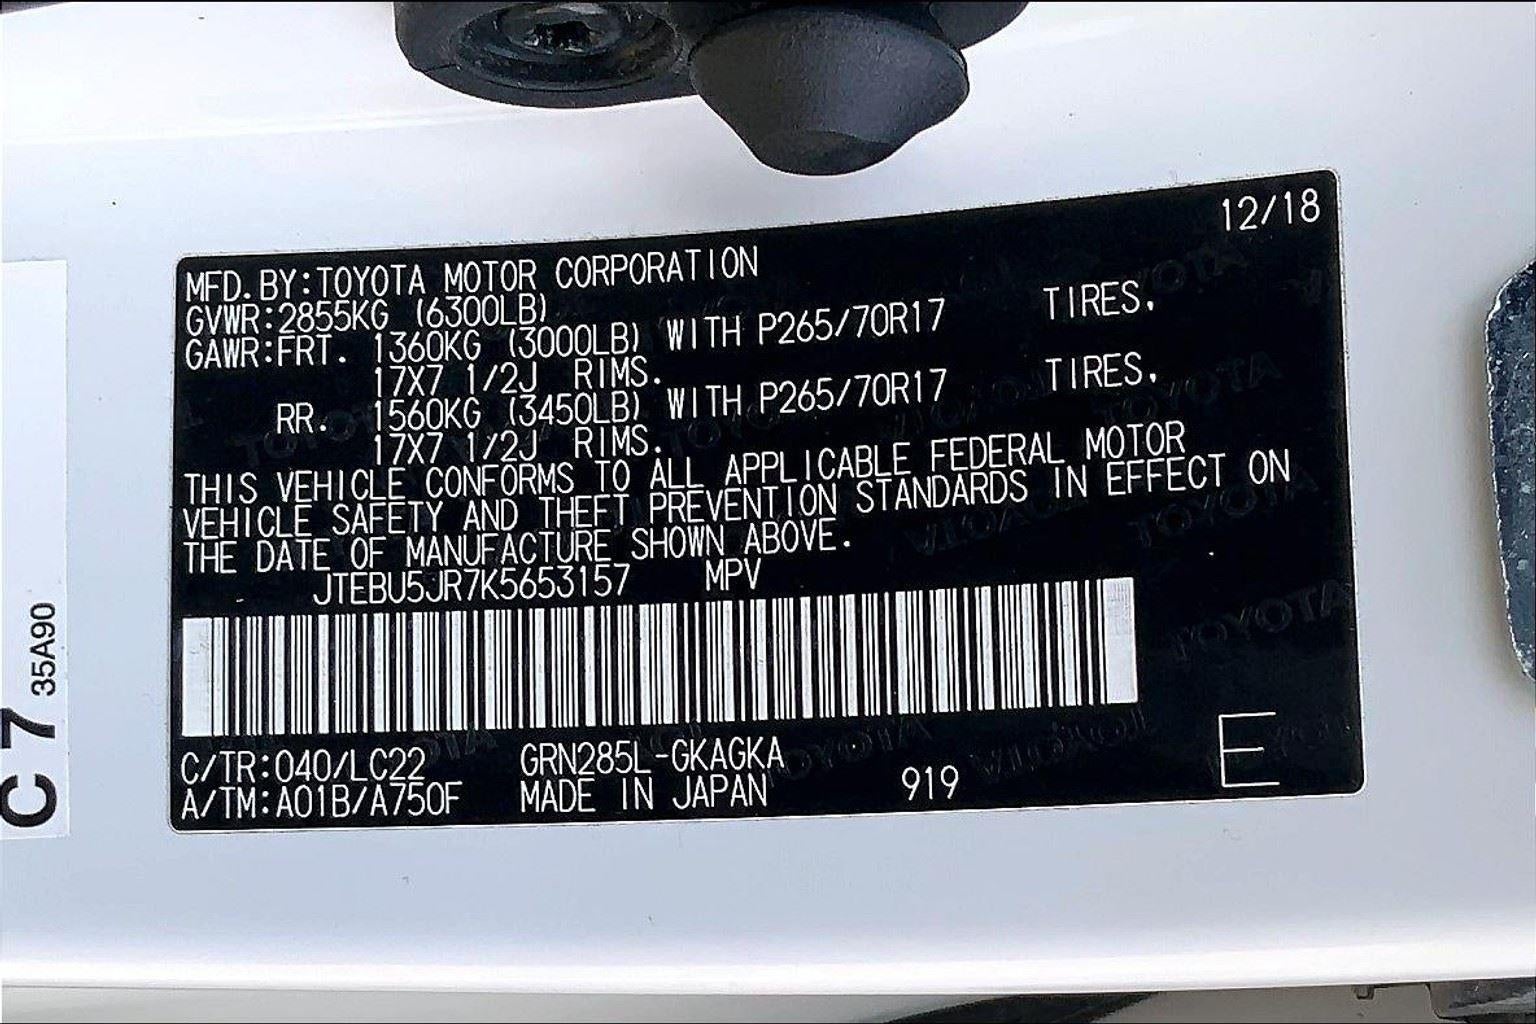 12/18
MFD.BY:TOYOTA MOTOR CORPORATION
GVWR:2855KG (6300LB)
GAWR:FRT. 1360KG (3000LB) WITH P265/70R17 TIRES,
17X7 1/2J RIMS.
RR. 1560KG (3450LB) WITH P265/70R17 TIRES,
17X7 1/2J RIMS.
THIS VEHICLE CONFORMS TO ALL APPLICABLE FEDERAL MOTOR
VEHICLE SAFETY AND THEFT PREVENTION STANDARDS IN EFFECT ON
THE DATE OF MANUFACTURE SHOWN ABOVE.
JTEBU5JR7K5653157 MPV
C/TR:040/LC22 GRN285L-GKAGKA
A/TM:A01B/A750F MADE IN JAPAN 919 E
C 7 35A90